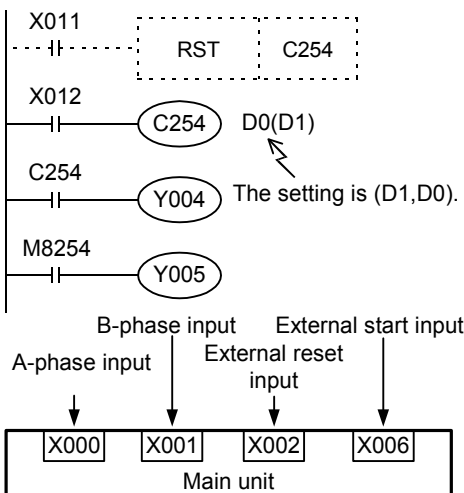 X011
RST C254
X012
C254 D0(D1)
C254
The setting is (D1,D0).
Y004
M8254
Y005
B-phase input External start input
A-phase input External reset
input
X000 X001 X002 X006
Main unit